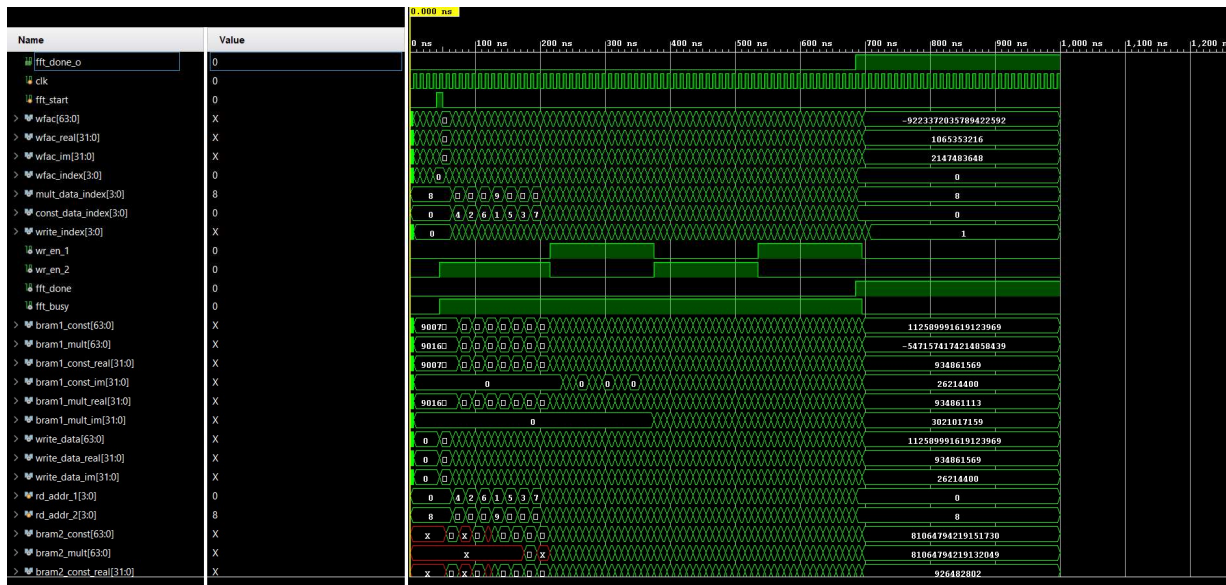 0.000 ns
Name Value
0 ns 100 ns 200 ns 300 ns 400 ns 500 ns 600 ns 700 ns 800 ns 900 ns 1,000 ns 1,100 ns 1,200 n
fft_done_o 0
clk 0
fft_start 0
wfac[63:0] X -9223372035789422592
wfac_real[31:0] X 1065353216
wfac_im[31:0] X 2147483648
wfac_index[3:0] X 0 0
mult_data_index[3:0] 8 8 9 8
const_data_index[3:0] 0 0 4 2 6 1 5 3 7 0
write_index[3:0] X 0 1
wr_en_1 0
wr_en_2 0
fft_done 0
fft_busy 0
bram1_const[63:0] X 9007 112589991619123969
bram1_mult[63:0] X 9016 -5471574174214858439
bram1_const_real[31:0] X 9007 934861569
bram1_const_im[31:0] X 0 0 0 0 26214400
bram1_mult_real[31:0] X 9016 934861113
bram1_mult_im[31:0] X 0 3021017159
write_data[63:0] X 0 112589991619123969
write_data_real[31:0] X 0 934861569
write_data_im[31:0] X 0 26214400
rd_addr_1[3:0] 0 0 4 2 6 1 5 3 7 0
rd_addr_2[3:0] 8 8 9 8
bram2_const[63:0] X X X 81064794219151730
bram2_mult[63:0] X X X 81064794219132049
bram2_const_real[31:0] X X X 926482802